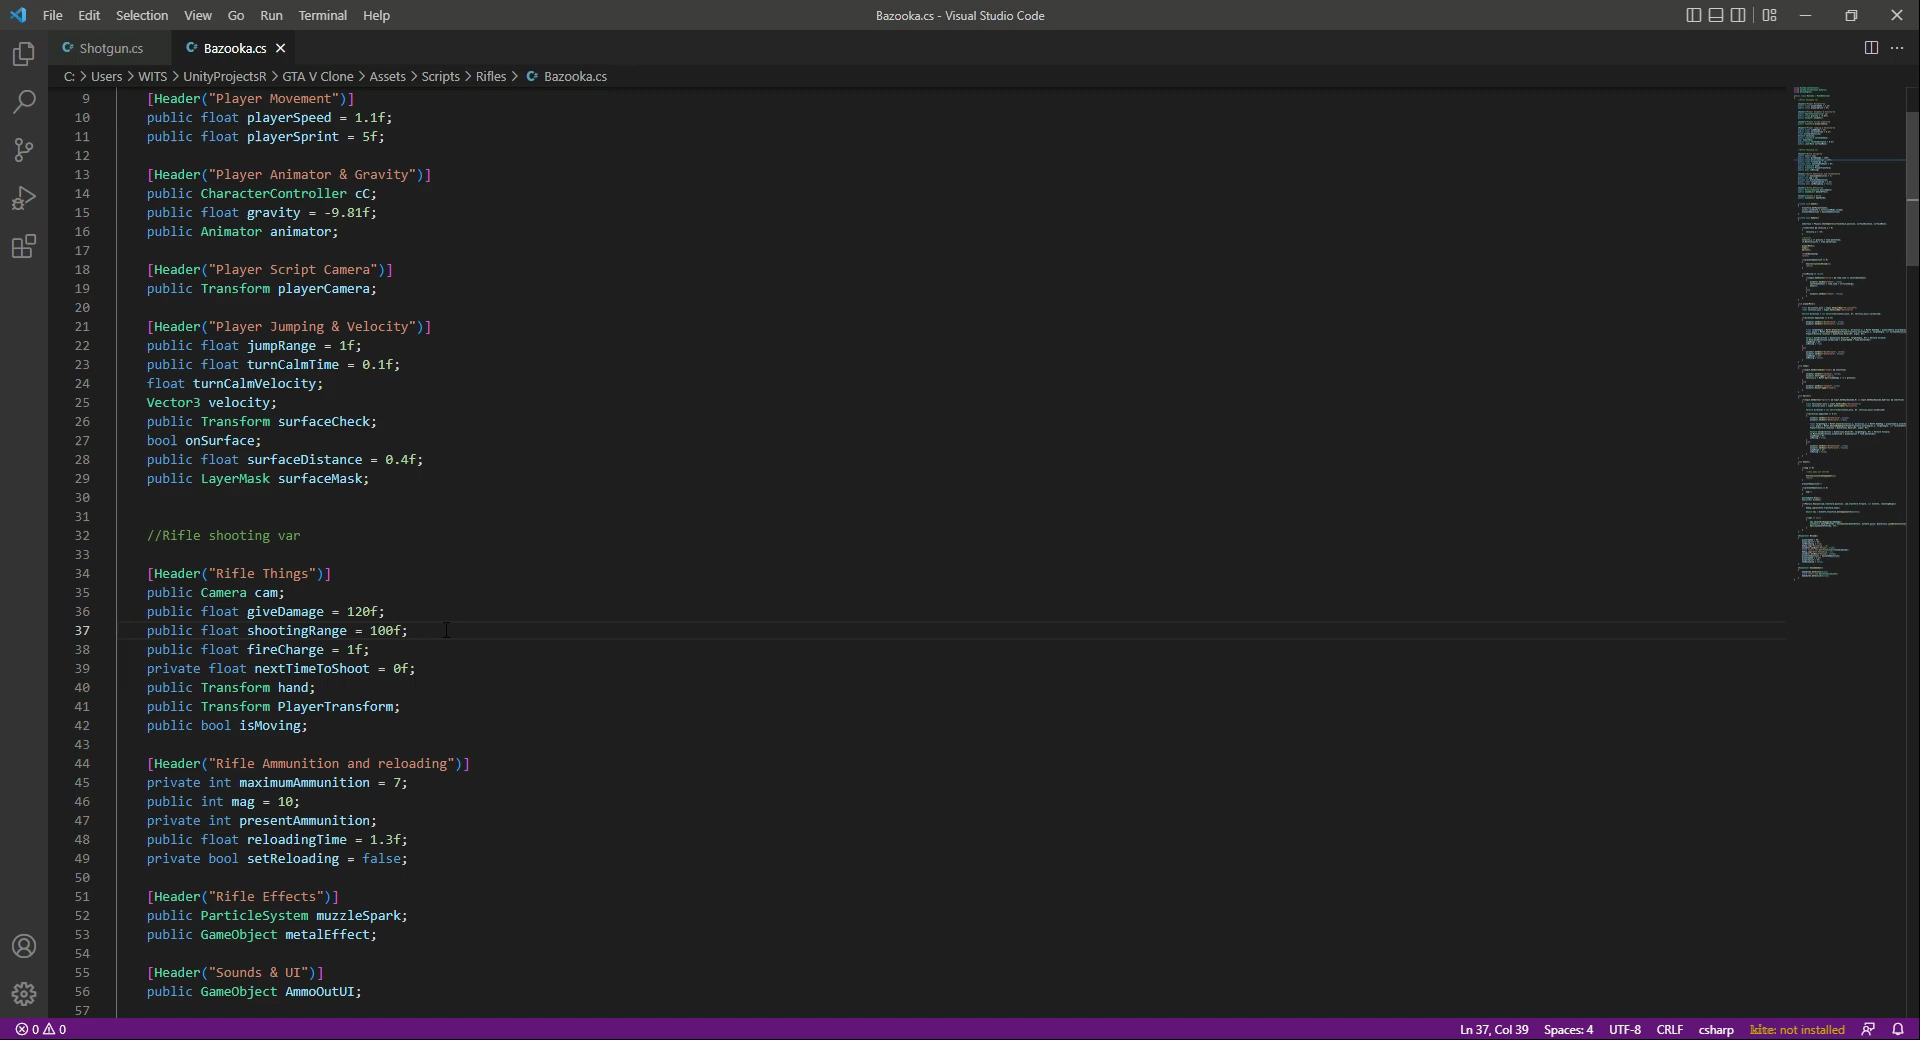 File Edit Selection View Go Run Terminal Help
Bazooka.cs - Visual Studio Code
Shotgun.cs
Bazooka.cs
C: > Users > WITS > UnityProjectsR > GTA V Clone > Assets > Scripts > Rifles > Bazooka.cs
9 [Header("Player Movement")]
10 public float playerSpeed = 1.1f;
11 public float playerSprint = 5f;
12
13 [Header("Player Animator & Gravity")]
14 public CharacterController cC;
15 public float gravity = -9.81f;
16 public Animator animator;
17
18 [Header("Player Script Camera")]
19 public Transform playerCamera;
20
21 [Header("Player Jumping & Velocity")]
22 public float jumpRange = 1f;
23 public float turnCalmTime = 0.1f;
24 float turnCalmVelocity;
25 Vector3 velocity;
26 public Transform surfaceCheck;
27 bool onSurface;
28 public float surfaceDistance = 0.4f;
29 public LayerMask surfaceMask;
30
31
32 //Rifle shooting var
33
34 [Header("Rifle Things")]
35 public Camera cam;
36 public float giveDamage = 120f;
37 public float shootingRange = 100f;
38 public float fireCharge = 1f;
39 private float nextTimeToShoot = 0f;
40 public Transform hand;
41 public Transform PlayerTransform;
42 public bool isMoving;
43
44 [Header("Rifle Ammunition and reloading")]
45 private int maximumAmmunition = 7;
46 public int mag = 10;
47 private int presentAmmunition;
48 public float reloadingTime = 1.3f;
49 private bool setReloading = false;
50
51 [Header("Rifle Effects")]
52 public ParticleSystem muzzleSpark;
53 public GameObject metalEffect;
54
55 [Header("Sounds & UI")]
56 public GameObject AmmoOutUI;
57
0 0
Ln 37, Col 39 Spaces: 4 UTF-8 CRLF csharp kite: not installed